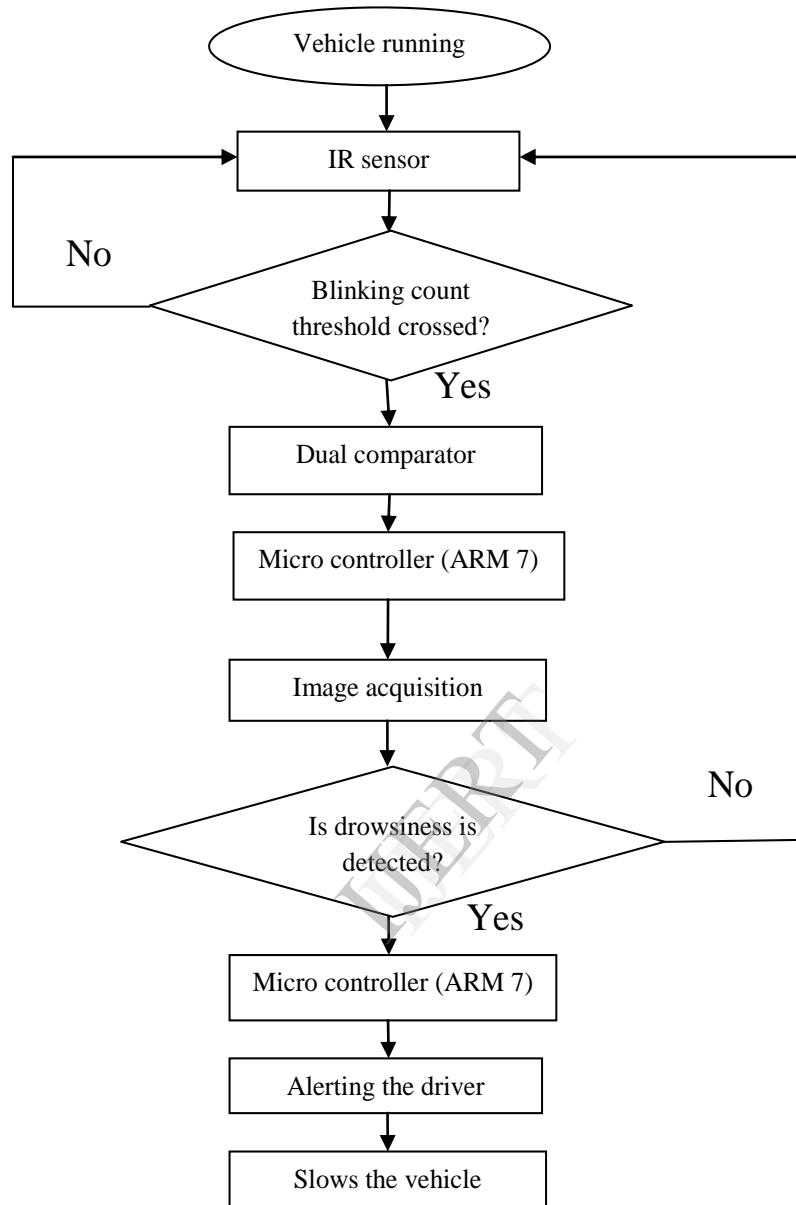 Vehicle running
IR sensor
No
Blinking count
threshold crossed?
Yes
Dual comparator
Micro controller (ARM 7)
Image acquisition
No
Is drowsiness is
detected?
IJERT
Yes
Micro controller (ARM 7)
Alerting the driver
Slows the vehicle